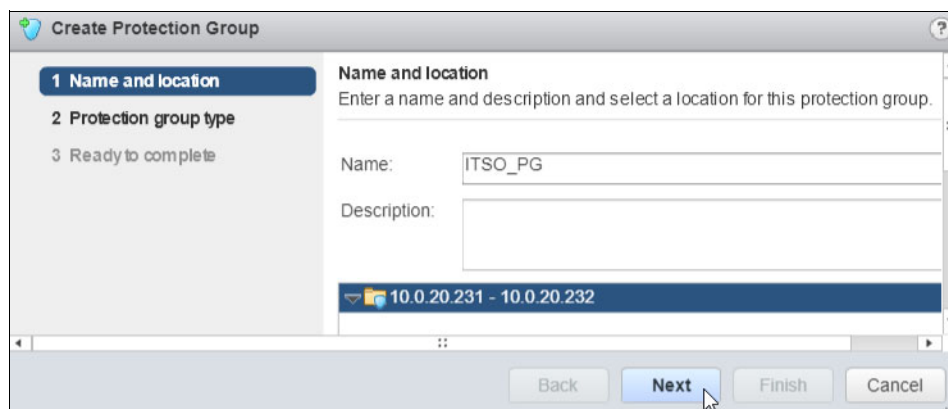 Create Protection Group
?
1 Name and location
2 Protection group type
3 Ready to complete
Name and location
Enter a name and description and select a location for this protection group.
Name: ITSO_PG
Description:
10.0.20.231 - 10.0.20.232
Back Next Finish Cancel